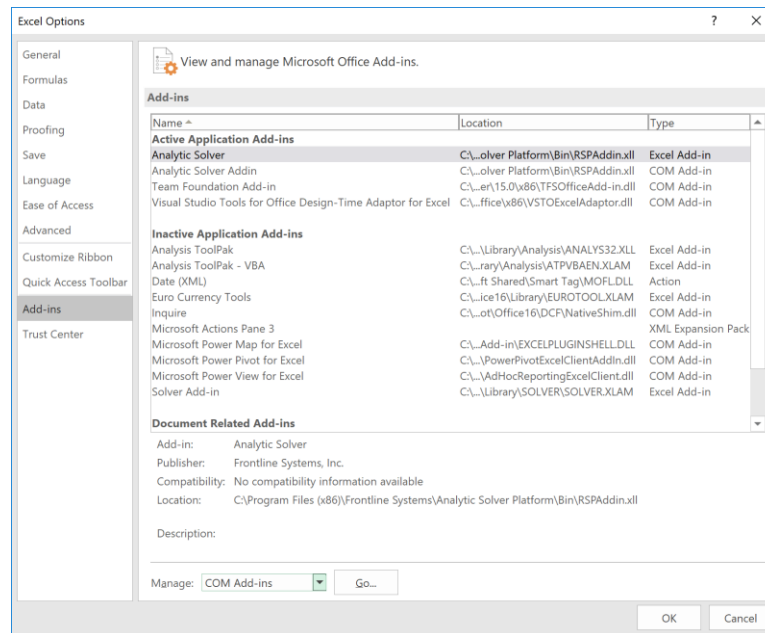 Excel Options ? ×
General
Formulas
Data
Proofing
Save
Language
Ease of Access
Advanced
Customize Ribbon
Quick Access Toolbar
Add-ins
Trust Center
View and manage Microsoft Office Add-ins.
Add-ins
Name Location Type
Active Application Add-ins
Analytic Solver C:\...olver Platform\Bin\RSPAddin.xll Excel Add-in
Analytic Solver Addin C:\...olver Platform\Bin\RSPAddin.xll COM Add-in
Team Foundation Add-in C:\...er\15.0\x86\TFSOfficeAdd-in.dll COM Add-in
Visual Studio Tools for Office Design-Time Adaptor for Excel C:\...ffice\x86\VSTOExcelAdaptor.dll COM Add-in
Inactive Application Add-ins
Analysis ToolPak C:\...\Library\Analysis\ANALYS32.XLL Excel Add-in
Analysis ToolPak - VBA C:\...rary\Analysis\ATPVBAEN.XLAM Excel Add-in
Date (XML) C:\...ft Shared\Smart Tag\MOFL.DLL Action
Euro Currency Tools C:\...ice16\Library\EUROTOOL.XLAM Excel Add-in
Inquire C:\...ot\Office16\DCF\NativeShim.dll COM Add-in
Microsoft Actions Pane 3 XML Expansion Pack
Microsoft Power Map for Excel C:\...Add-in\EXCELPLUGINSHELL.DLL COM Add-in
Microsoft Power Pivot for Excel C:\...\PowerPivotExcelClientAddIn.dll COM Add-in
Microsoft Power View for Excel C:\...\AdHocReportingExcelClient.dll COM Add-in
Solver Add-in C:\...\Library\SOLVER\SOLVER.XLAM Excel Add-in
Document Related Add-ins
Add-in: Analytic Solver
Publisher: Frontline Systems, Inc.
Compatibility: No compatibility information available
Location: C:\Program Files (x86)\Frontline Systems\Analytic Solver Platform\Bin\RSPAddin.xll
Description:
Manage: COM Add-ins Go...
OK Cancel